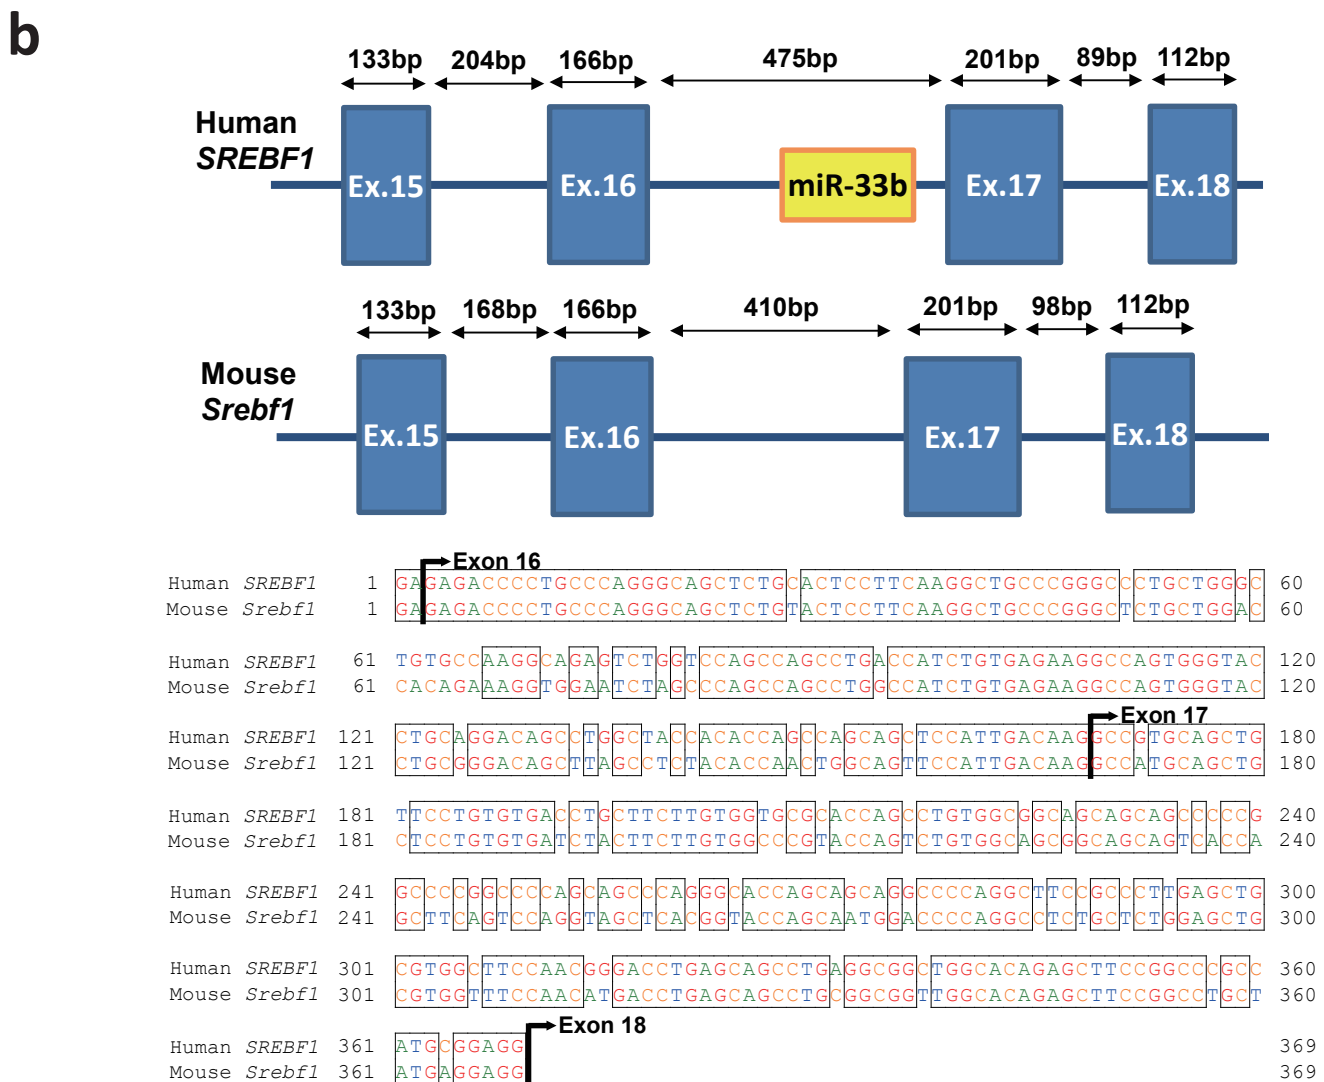 b
133bp 204bp 166bp 475bp 201bp 89bp 112bp
Human
SREBF1
Ex.15 Ex.16 miR-33b Ex.17 Ex.18
133bp 168bp 166bp 410bp 201bp 98bp 112bp
Mouse
Srebf1
Ex.15 Ex.16 Ex.17 Ex.18
Exon 16
Human SREBF1 1 GAGAGACCCCTGCCCAGGGCAGCTCTGCACTCCTTCAAGGCTGCCCGGGCCCTGCTGGGC 60
Mouse Srebf1 1 GAGAGACCCCTGCCCAGGGCAGCTCTGTACTCCTTCAAGGCTGCCCGGGCTCTGCTGGAC 60
Human SREBF1 61 TGTGCCAAGGCAGAGTCTGGTCCAGCCAGCCTGACCATCTGTGAGAAGGCCAGTGGGTAC 120
Mouse Srebf1 61 CACAGAAAGGTGGAATCTAGCCCAGCCAGCCTGGCCATCTGTGAGAAGGCCAGTGGGTAC 120
Exon 17
Human SREBF1 121 CTGCAGGACAGCCTGGCTACCACACCAGCCAGCAGCTCCATTGACAAGGCCGTGCAGCTG 180
Mouse Srebf1 121 CTGCGGGACAGCTTAGCCTCTACACCAACTGGCAGTTCCATTGACAAGGCCATGCAGCTG 180
Human SREBF1 181 TTCCTGTGTGACCTGCTTCTTGTGGTGCGCACCAGCCTGTGGCGGCAGCAGCAGCCCCCG 240
Mouse Srebf1 181 CTCCTGTGTGATCTACTTCTTGTGGCCCGTACCAGTCTGTGGCAGCGGCAGCAGTCACCA 240
Human SREBF1 241 GCCCCGGCCCCAGCAGCCCAGGGCACCAGCAGCAGGCCCCAGGCTTCCGCCCTTGAGCTG 300
Mouse Srebf1 241 GCTTCAGTCCAGGTAGCTCACGGTACCAGCAATGGACCCCAGGCCTCTGCTCTGGAGCTG 300
Human SREBF1 301 CGTGGCTTCCAACGGGACCTGAGCAGCCTGAGGCGGCTGGCACAGAGCTTCCGGCCCGCC 360
Mouse Srebf1 301 CGTGGTTTCCAACATGACCTGAGCAGCCTGCGGCGGTTGGCACAGAGCTTCCGGCCTGCT 360
Exon 18
Human SREBF1 361 ATGCGGAGG 369
Mouse Srebf1 361 ATGAGGAGG 369